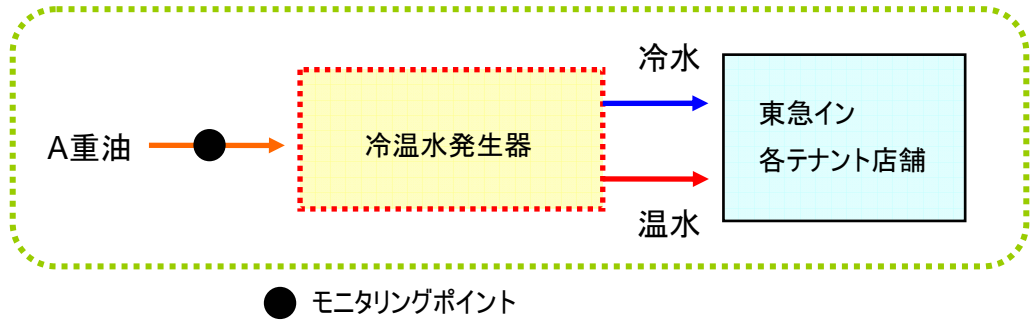 冷水
A重油
冷温水発生器
東急イン
各テナント店舗
温水
モニタリングポイント